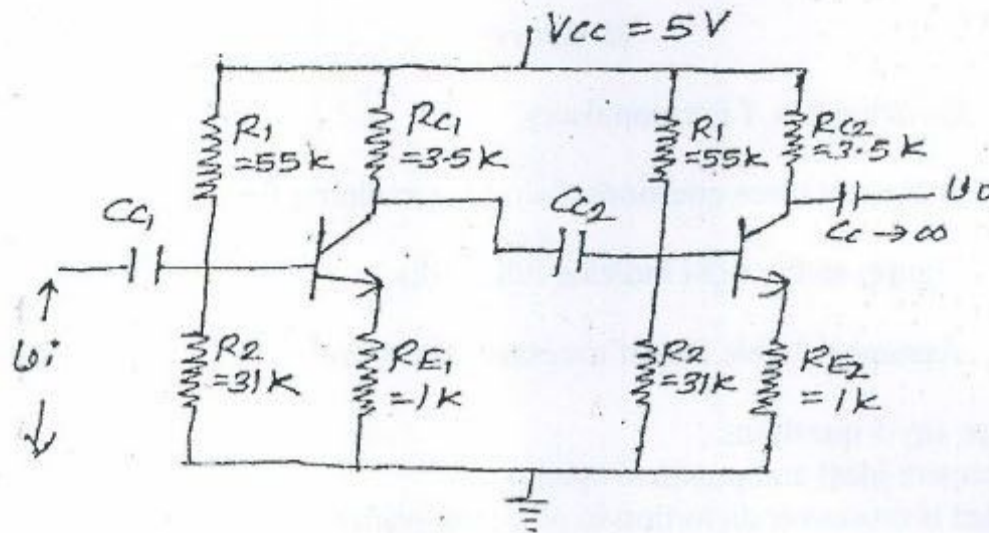 Vcc = 5V
R1
=55k
Rc1
=3.5k
R1
=55k
Rc2
=3.5k
Cc1
Cc2
Cc→∞
vo
vi
R2
=31k
RE1
=1k
R2
=31k
RE2
=1k